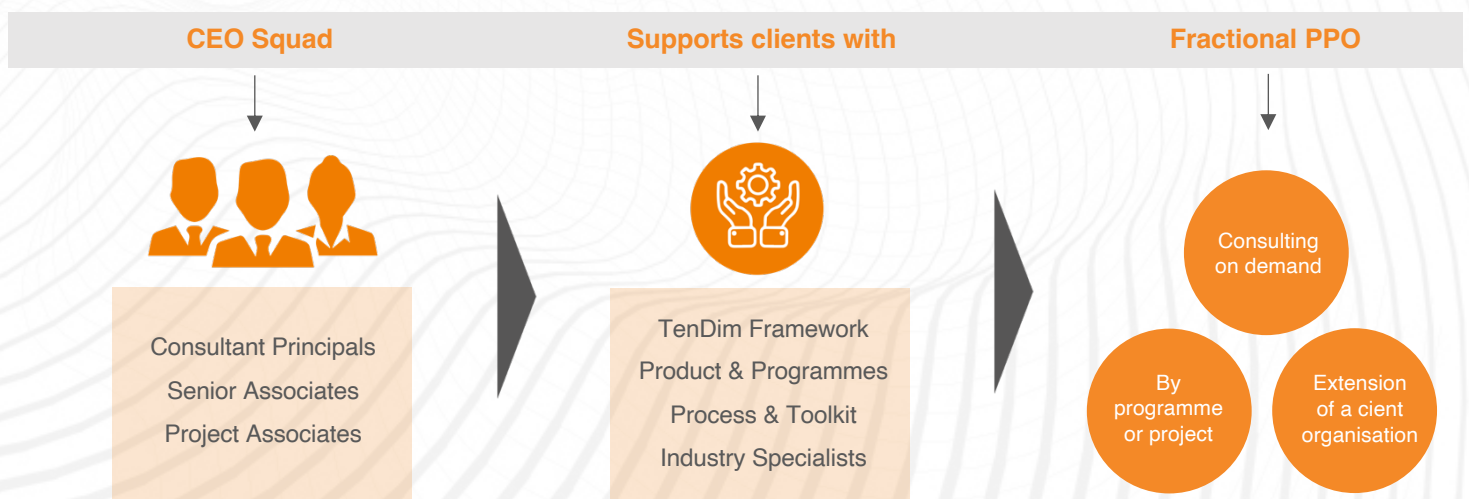 CEO Squad
Supports clients with
Fractional PPO
Consultant Principals
Senior Associates
Project Associates
TenDim Framework
Product & Programmes
Process & Toolkit
Industry Specialists
Consulting
on demand
By
programme
or project
Extension
of a cient
organisation